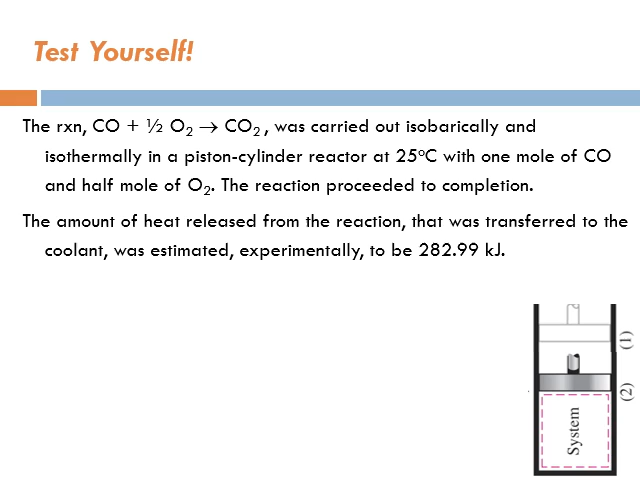 Test Yourself!
The rxn, CO + ½ O₂ → CO₂ , was carried out isobarically and
isothermally in a piston-cylinder reactor at 25°C with one mole of CO
and half mole of O₂. The reaction proceeded to completion.
The amount of heat released from the reaction, that was transferred to the
coolant, was estimated, experimentally, to be 282.99 kJ.
(1)
(2)
System